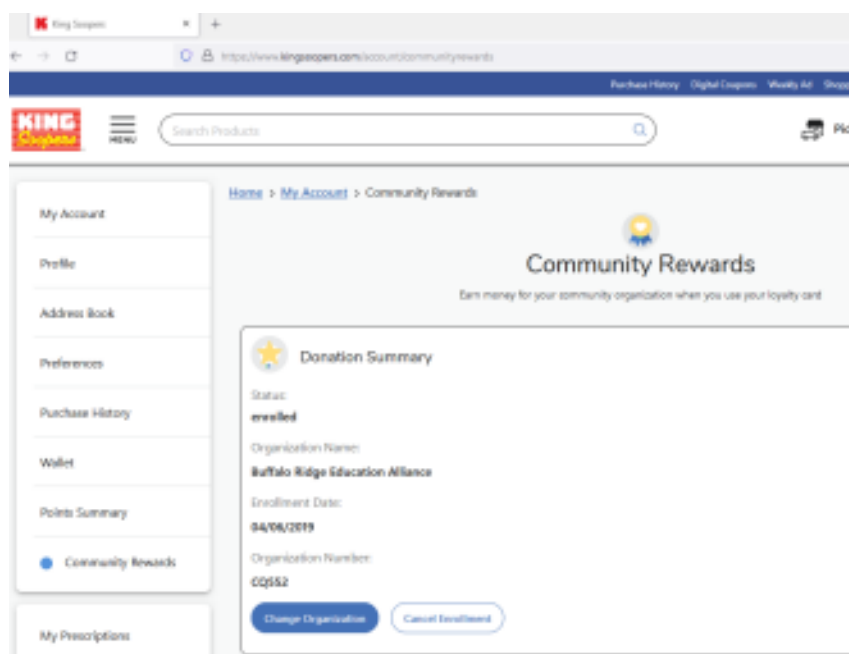 King Soopers
https://www.kingsoopers.com/account/communityrewards
Purchase History Digital Coupons Weekly Ad Shopp
KING
Soopers
MENU
Search Products
Pic
Home > My Account > Community Rewards
My Account
Profile
Address Book
Preferences
Purchase History
Wallet
Points Summary
Community Rewards
My Prescriptions
Community Rewards
Earn money for your community organization when you use your loyalty card
Donation Summary
Status:
enrolled
Organization Name:
Buffalo Ridge Education Alliance
Enrollment Date:
04/06/2019
Organization Number:
CQ552
Change Organization
Cancel Enrollment